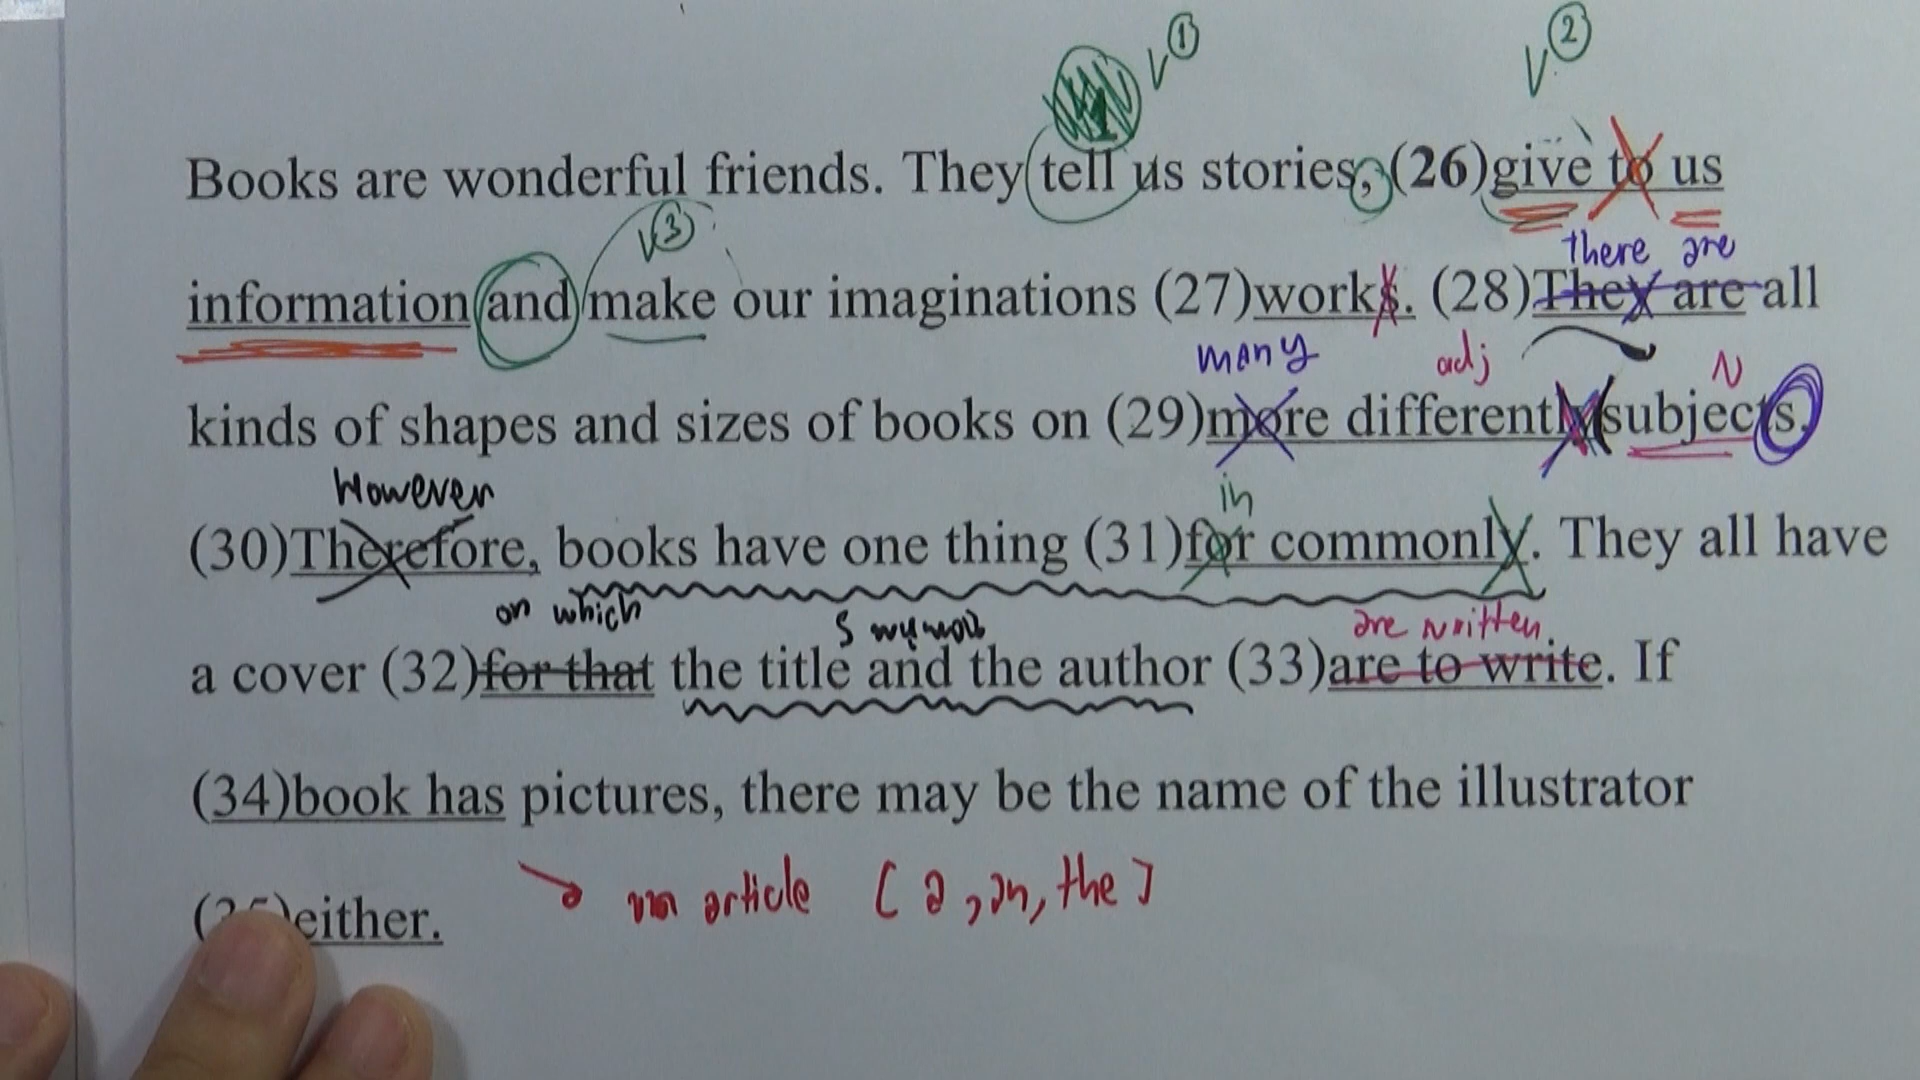 V①
V②
Books are wonderful friends. They tell us stories, (26)give to us
V③
there are
information and make our imaginations (27)works. (28)They are all
many adj N
kinds of shapes and sizes of books on (29)more differently subjects.
However in
(30)Therefore, books have one thing (31)for commonly. They all have
on which S are written
a cover (32)for that the title and the author (33)are to write. If
(34)book has pictures, there may be the name of the illustrator
either.
article [a, an, the]